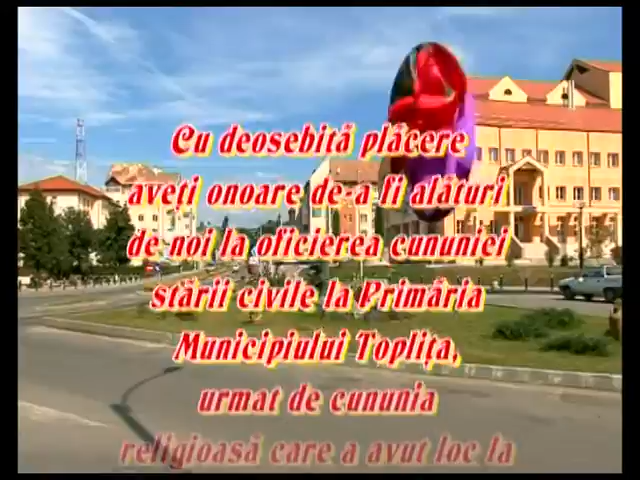 Cu deosebită plăcere
aveți onoare de-a fi alături
de noi la oficierea cununiei
stării civile la Primăria
Municipiului Toplița,
urmat de cununia
religioasă care a avut loc la